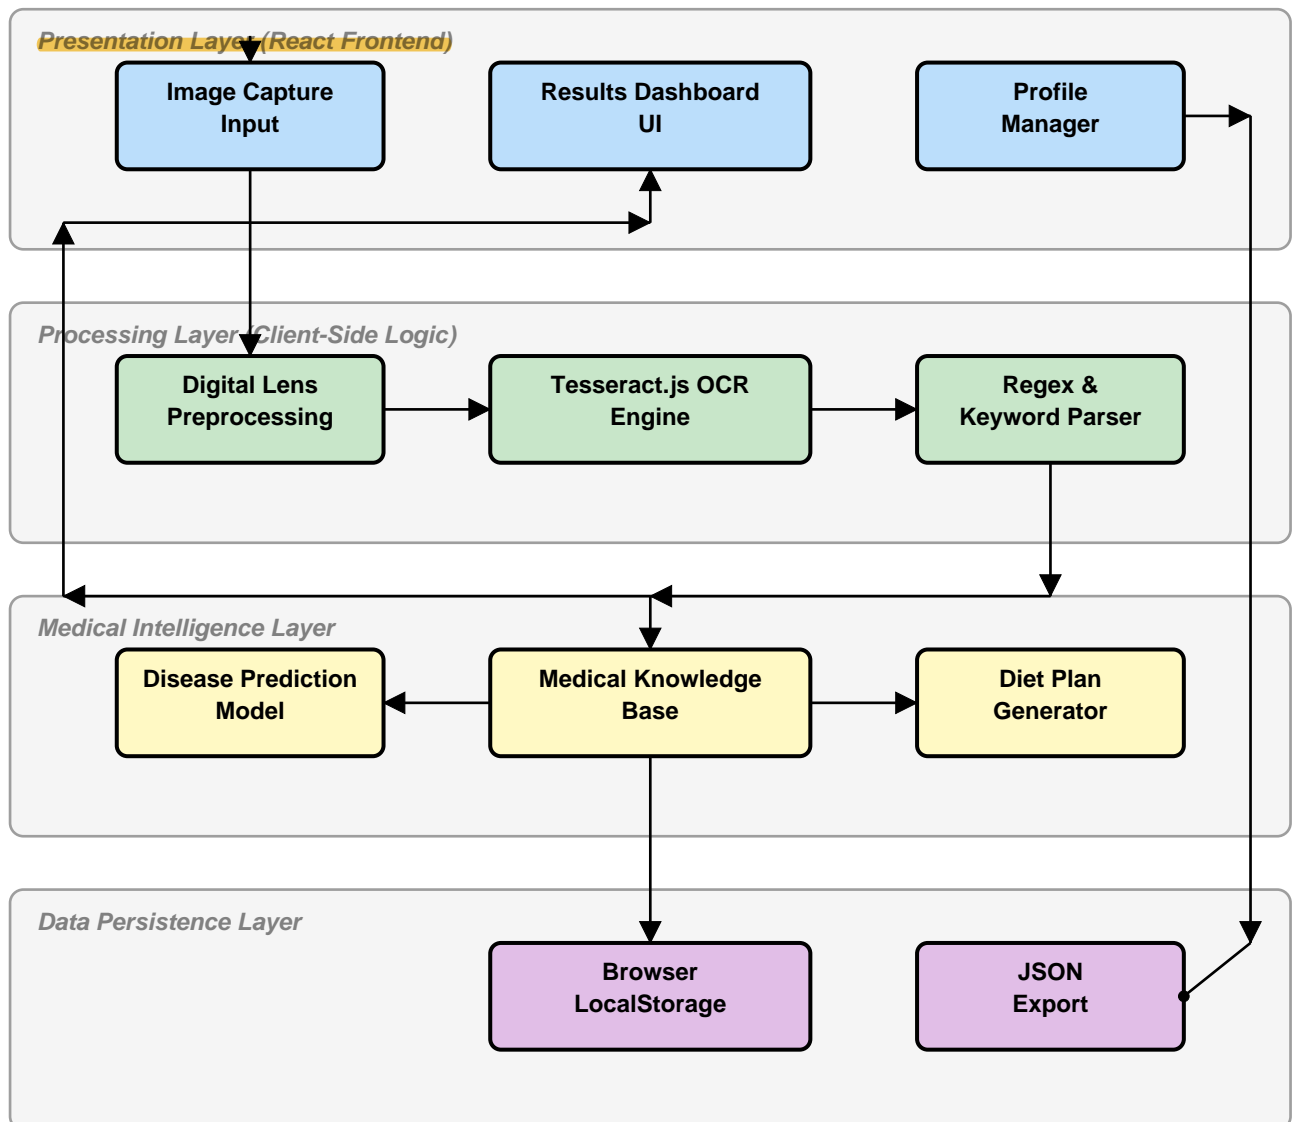 Presentation Layer (React Frontend)
Image Capture
Input
Results Dashboard
UI
Profile
Manager
Processing Layer (Client-Side Logic)
Digital Lens
Preprocessing
Tesseract.js OCR
Engine
Regex &
Keyword Parser
Medical Intelligence Layer
Disease Prediction
Model
Medical Knowledge
Base
Diet Plan
Generator
Data Persistence Layer
Browser
LocalStorage
JSON
Export